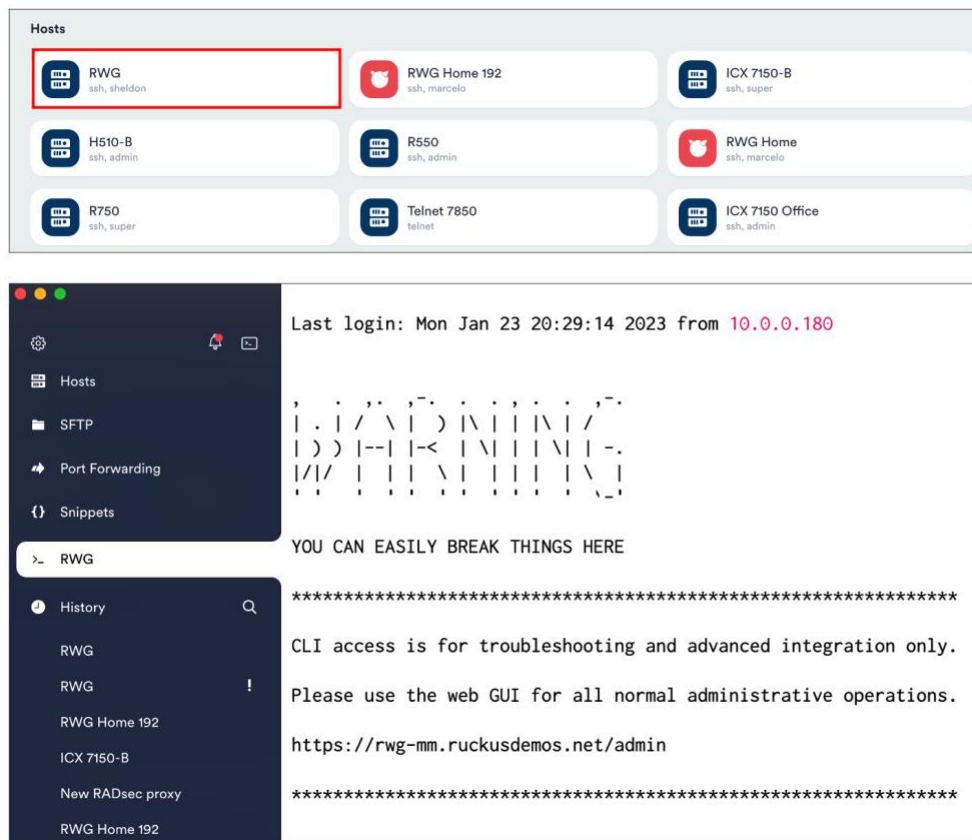 Hosts
RWG
ssh, sheldon
RWG Home 192
ssh, marcelo
ICX 7150-B
ssh, super
H510-B
ssh, admin
R550
ssh, admin
RWG Home
ssh, marcelo
R750
ssh, super
Telnet 7850
telnet
ICX 7150 Office
ssh, admin
Hosts
SFTP
Port Forwarding
{} Snippets
>_ RWG
History
RWG
RWG !
RWG Home 192
ICX 7150-B
New RADsec proxy
RWG Home 192
Last login: Mon Jan 23 20:29:14 2023 from 10.0.0.180
WARNING
YOU CAN EASILY BREAK THINGS HERE
****************************************************************
CLI access is for troubleshooting and advanced integration only.
Please use the web GUI for all normal administrative operations.
https://rwg-mm.ruckusdemos.net/admin
****************************************************************